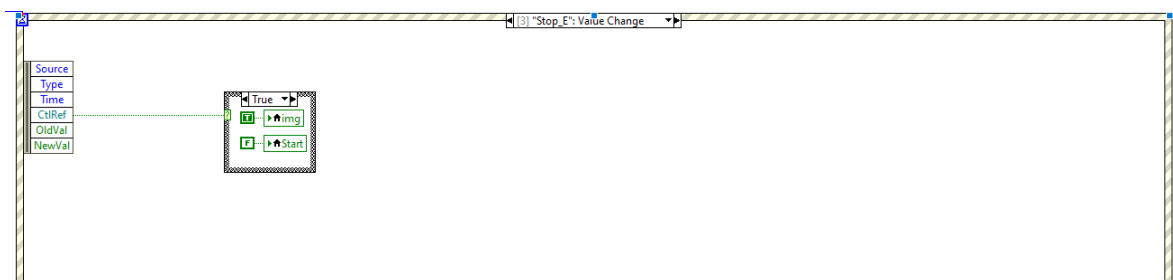 [3] "Stop_E": Value Change
Source
Type
Time
CtlRef
OldVal
NewVal
True
?
T
img
F
Start